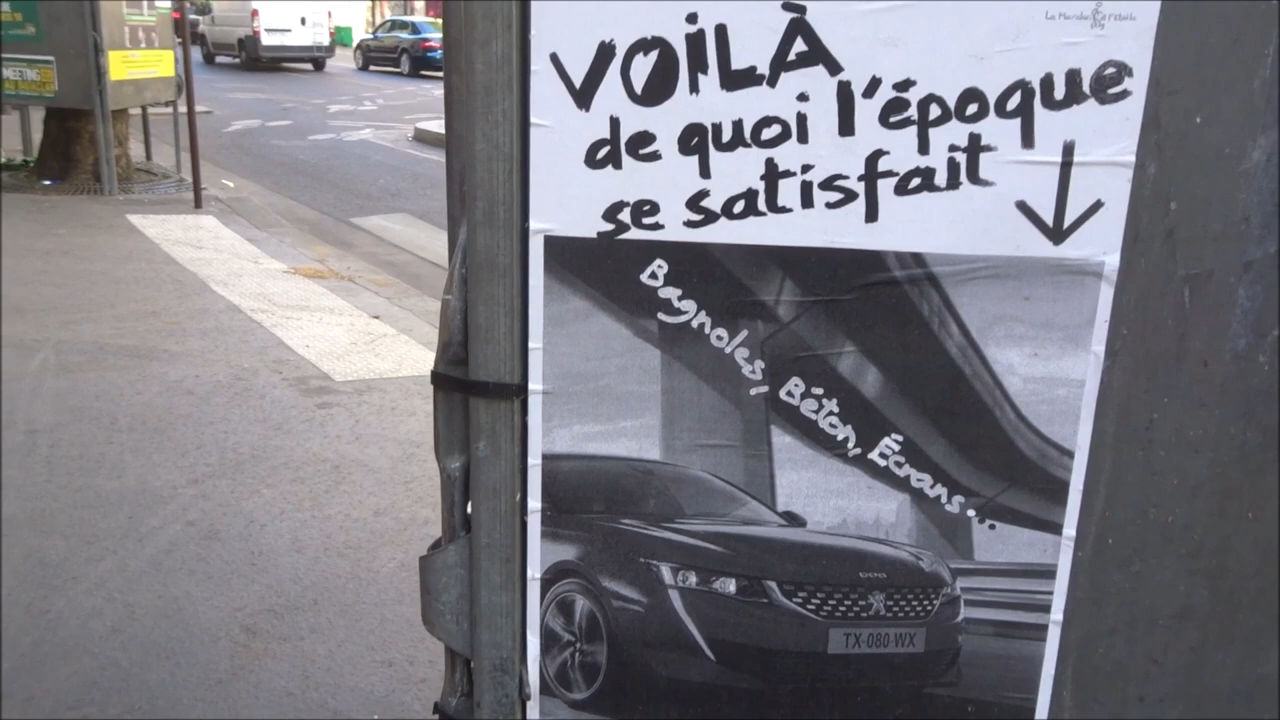 VOILÀ
de quoi l'époque
se satisfait
Bagnoles, Béton, Écrans...
TX-080-WX
MEETING